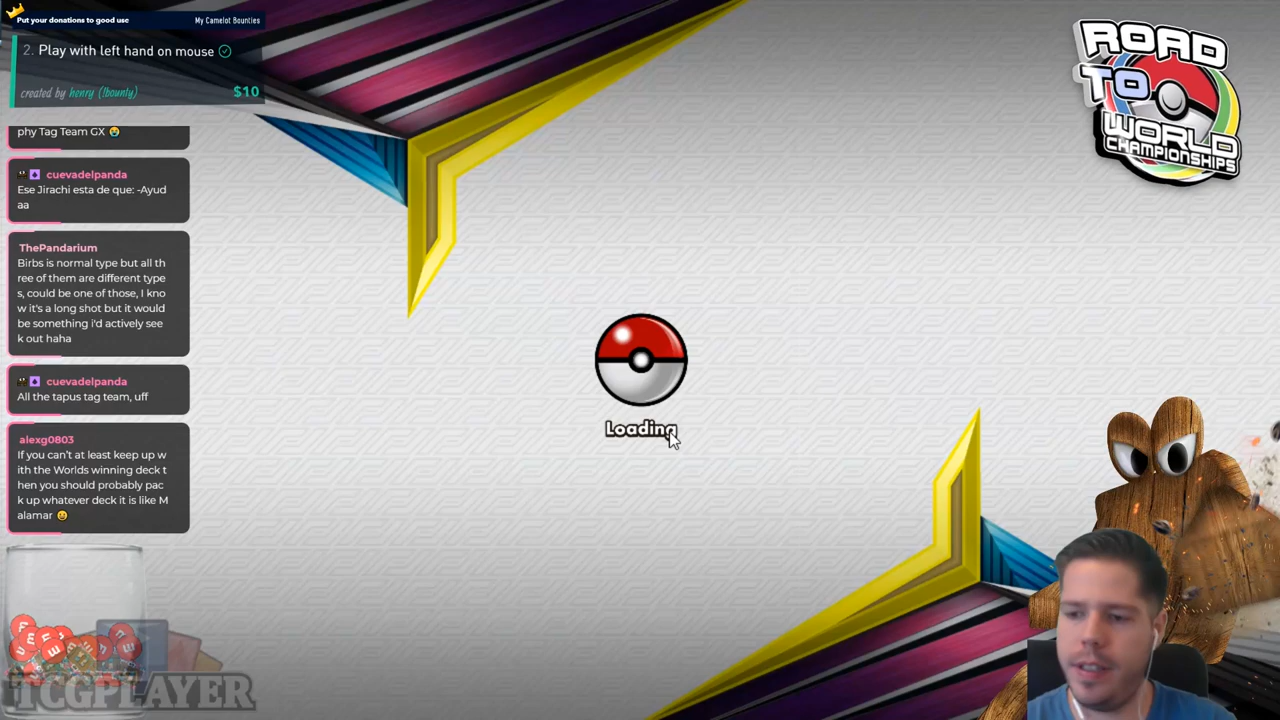 Put your donations to good use
My Camelot Bounties
2. Play with left hand on mouse
created by henry (!bounty)
$10
phy Tag Team GX
cuevadelpanda
Ese Jirachi esta de que: -Ayud
aa
ThePandarium
Birbs is normal type but all th
ree of them are different type
s, could be one of those, I kno
w it's a long shot but it would
be something i'd actively see
k out haha
cuevadelpanda
All the tapus tag team, uff
alexg0803
If you can't at least keep up w
ith the Worlds winning deck t
hen you should probably pac
k up whatever deck it is like M
alamar
TCGPLAYER
Loading
ROAD
TO
WORLD
CHAMPIONSHIPS